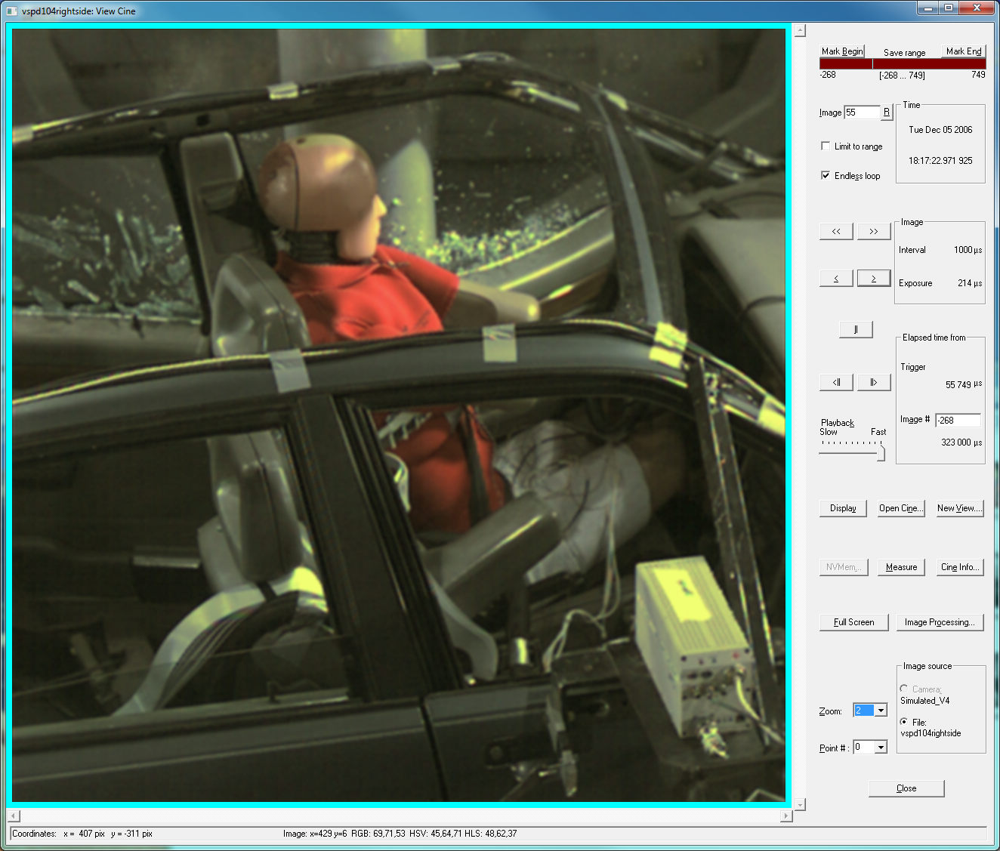 vspd104rightside: View Cine
Mark Begin Save range Mark End
-268 [-268 ... 749] 749
Image 55 R
Time
Tue Dec 05 2006
18:17:22.971 925
Limit to range
Endless loop
<< >>
Image
Interval 1000 µs
Exposure 214 µs
< >
Elapsed time from
Trigger
55 749 µs
Image # -268
323 000 µs
Playback
Slow Fast
Display Open Cine... New View....
NVMem... Measure Cine Info...
Full Screen Image Processing...
Image source
Camera:
Simulated_V4
File:
vspd104rightside
Zoom: 2
Point #: 0
Close
Coordinates: x = 407 pix y = -311 pix Image: x=429 y=6 RGB: 69,71,53 HSV: 45,64,71 HLS: 48,62,37